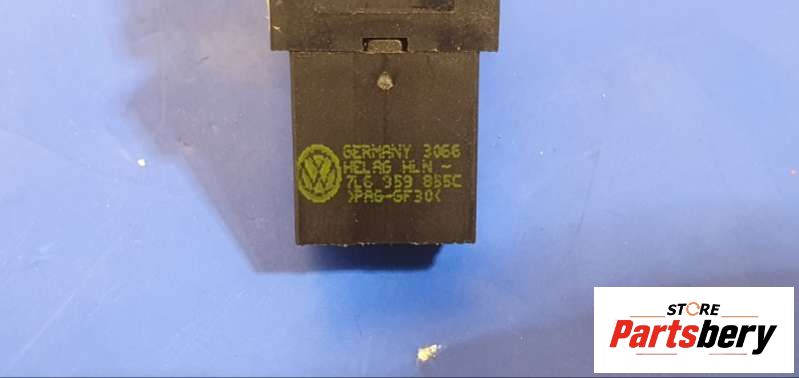 GERMANY 3066
HELAG HLN -
7L6 959 855C
>PA6-GF30<
STORE
Partsbery